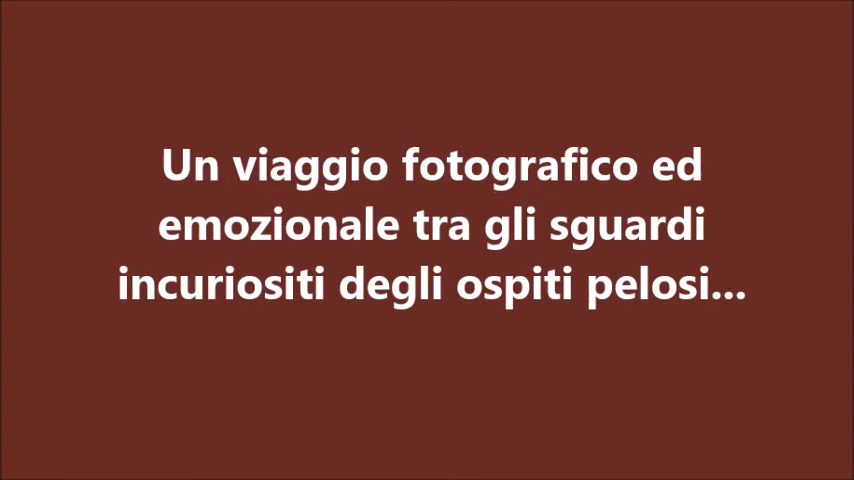 Un viaggio fotografico ed
emozionale tra gli sguardi
incuriositi degli ospiti pelosi...